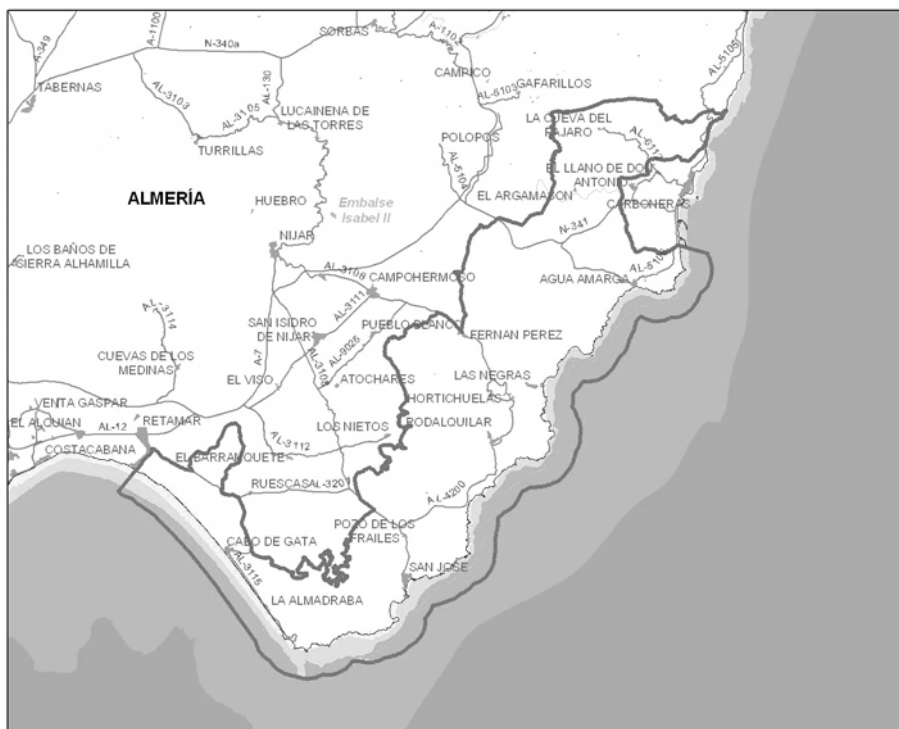 SORBAS
A-1102
A-1100
A-349
N-340a
CAMPICO
AL-5105
TABERNAS
AL-130
AL-5103
GAFARILLOS
AL-3103
AL-3105
LUCAINENA DE
LAS TORRES
LA CUEVA DEL
PAJARO
TURRILLAS
POLOPOS
AL-5104
EL LLANO DE DON
ANTONIO
ALMERÍA
HUEBRO
Embalse
Isabel II
EL ARGAMASON
CARBONERAS
N-341
NIJAR
LOS BAÑOS DE
SIERRA ALHAMILLA
AL-3108
CAMPOHERMOSO
AGUA AMARGA
AL-3111
AL-3114
SAN ISIDRO
DE NIJAR
PUEBLO BLANCO
FERNAN PEREZ
A-7
CUEVAS DE LOS
MEDINAS
EL VISO
ATOCHARES
LAS NEGRAS
HORTICHUELAS
VENTA GASPAR
RETAMAR
EL ALQUIAN
AL-12
LOS NIETOS
RODALQUILAR
AL-3112
COSTACABANA
EL BARRANQUETE
RUESCAS
AL-3201
AL-4200
POZO DE LOS
FRAILES
CABO DE GATA
AL-3115
SAN JOSE
LA ALMADRABA